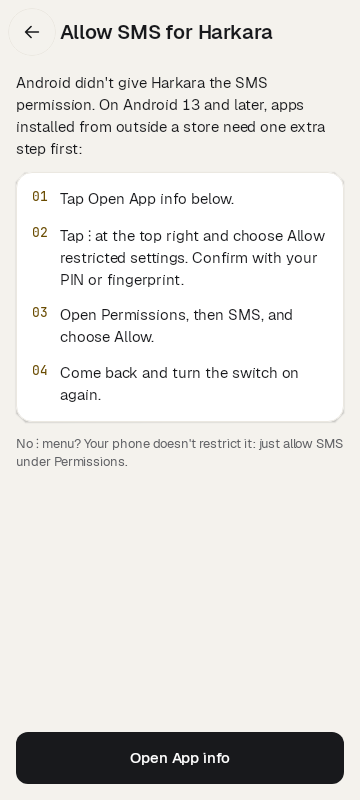 Allow SMS for Harkara
Android didn't give Harkara the SMS
permission. On Android 13 and later, apps
installed from outside a store need one extra
step first:
01 Tap Open App info below.
02 Tap ⋮ at the top right and choose Allow
restricted settings. Confirm with your
PIN or fingerprint.
03 Open Permissions, then SMS, and
choose Allow.
04 Come back and turn the switch on
again.
No ⋮ menu? Your phone doesn't restrict it: just allow SMS
under Permissions.
Open App info